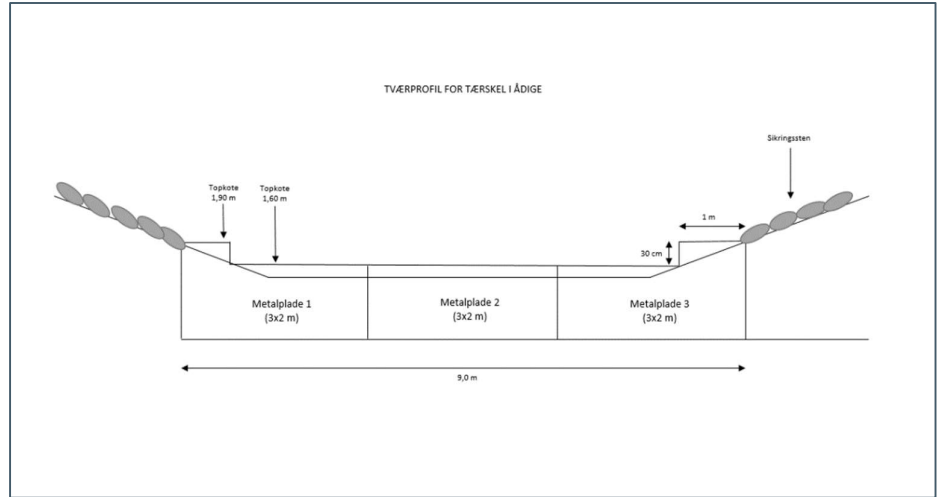 TVÆRPROFIL FOR TÆRSKEL I ÅDIGE
Sikringssten
Topkote
1,90 m
Topkote
1,60 m
1 m
30 cm
Metalplade 1
(3x2 m)
Metalplade 2
(3x2 m)
Metalplade 3
(3x2 m)
9,0 m